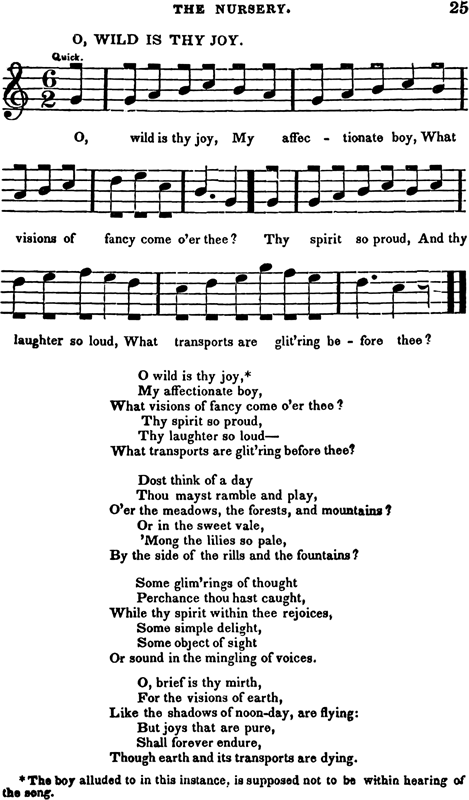 THE NURSERY. 25
O, WILD IS THY JOY.
Quick.
6
2
O, wild is thy joy, My affec - tionate boy, What
visions of fancy come o'er thee? Thy spirit so proud, And thy
laughter so loud, What transports are glit'ring be - fore thee?
O wild is thy joy,*
My affectionate boy,
What visions of fancy come o'er thee?
Thy spirit so proud,
Thy laughter so loud—
What transports are glit'ring before thee?
Dost think of a day
Thou mayst ramble and play,
O'er the meadows, the forests, and mountains?
Or in the sweet vale,
'Mong the lilies so pale,
By the side of the rills and the fountains?
Some glim'rings of thought
Perchance thou hast caught,
While thy spirit within thee rejoices,
Some simple delight,
Some object of sight
Or sound in the mingling of voices.
O, brief is thy mirth,
For the visions of earth,
Like the shadows of noon-day, are flying:
But joys that are pure,
Shall forever endure,
Though earth and its transports are dying.
* The boy alluded to in this instance, is supposed not to be within hearing of
the song.